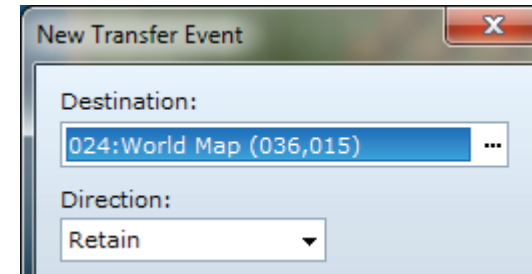 New Transfer Event
Destination:
024:World Map (036,015)
...
Direction:
Retain